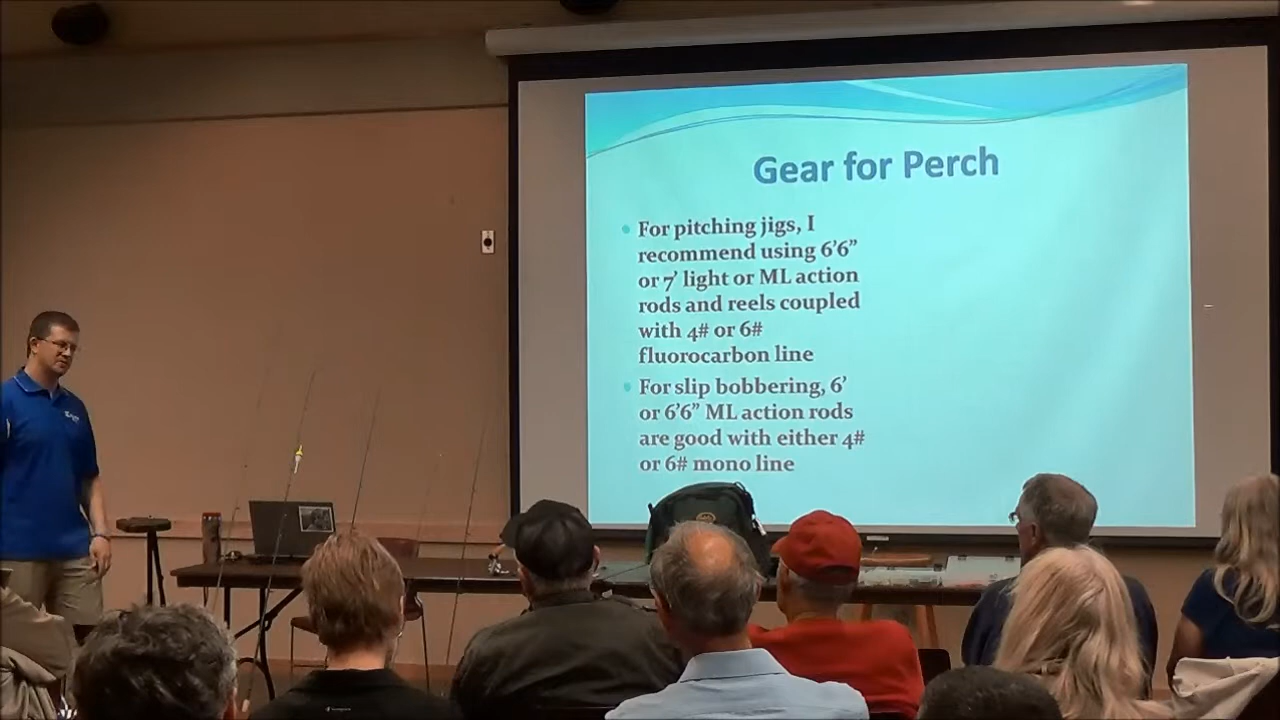 Gear for Perch
For pitching jigs, I
recommend using 6'6"
or 7' light or ML action
rods and reels coupled
with 4# or 6#
fluorocarbon line
For slip bobbering, 6'
or 6'6" ML action rods
are good with either 4#
or 6# mono line